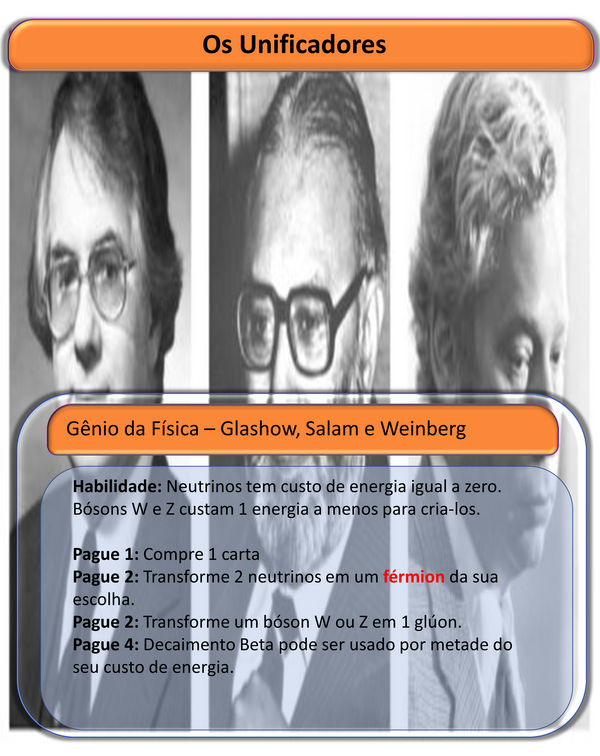 Os Unificadores
Gênio da Física – Glashow, Salam e Weinberg
Habilidade: Neutrinos tem custo de energia igual a zero.
Bósons W e Z custam 1 energia a menos para cria-los.
Pague 1: Compre 1 carta
Pague 2: Transforme 2 neutrinos em um férmion da sua
escolha.
Pague 2: Transforme um bóson W ou Z em 1 glúon.
Pague 4: Decaimento Beta pode ser usado por metade do
seu custo de energia.